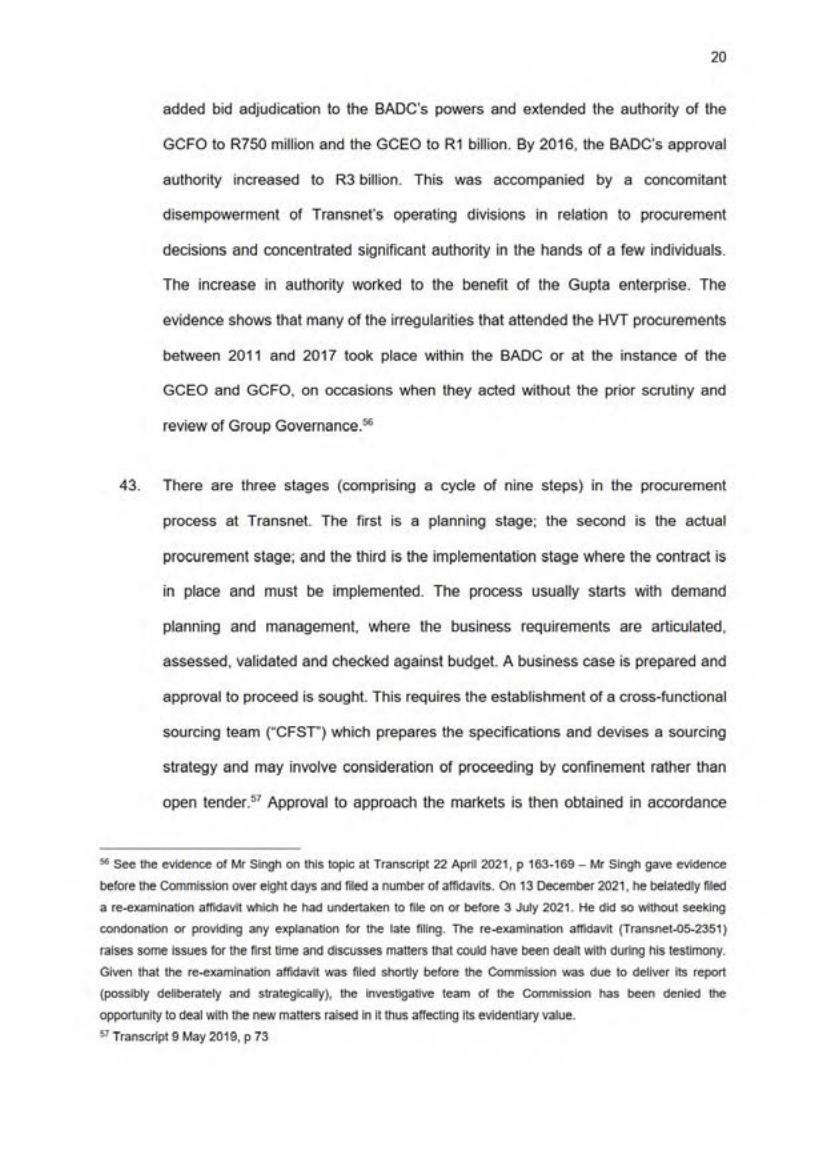 20
added bid adjudication to the BADC's powers and extended the authority of the
GCFO to R750 million and the GCEO to R1 billion. By 2016, the BADC's approval
authority increased to R3 billion. This was accompanied by a concomitant
disempowerment of Transnet's operating divisions in relation to procurement
decisions and concentrated significant authority in the hands of a few individuals.
The increase in authority worked to the benefit of the Gupta enterprise. The
evidence shows that many of the irregularities that attended the HVT procurements
between 2011 and 2017 took place within the BADC or at the instance of the
GCEO and GCFO, on occasions when they acted without the prior scrutiny and
review of Group Governance.56
43. There are three stages (comprising a cycle of nine steps) in the procurement
process at Transnet. The first is a planning stage; the second is the actual
procurement stage; and the third is the implementation stage where the contract is
in place and must be implemented. The process usually starts with demand
planning and management, where the business requirements are articulated,
assessed, validated and checked against budget. A business case is prepared and
approval to proceed is sought. This requires the establishment of a cross-functional
sourcing team ("CFST") which prepares the specifications and devises a sourcing
strategy and may involve consideration of proceeding by confinement rather than
open tender.57 Approval to approach the markets is then obtained in accordance
56 See the evidence of Mr Singh on this topic at Transcript 22 April 2021, p 163-169 – Mr Singh gave evidence
before the Commission over eight days and filed a number of affidavits. On 13 December 2021, he belatedly filed
a re-examination affidavit which he had undertaken to file on or before 3 July 2021. He did so without seeking
condonation or providing any explanation for the late filing. The re-examination affidavit (Transnet-05-2351)
raises some issues for the first time and discusses matters that could have been dealt with during his testimony.
Given that the re-examination affidavit was filed shortly before the Commission was due to deliver its report
(possibly deliberately and strategically), the investigative team of the Commission has been denied the
opportunity to deal with the new matters raised in it thus affecting its evidentiary value.
57 Transcript 9 May 2019, p 73